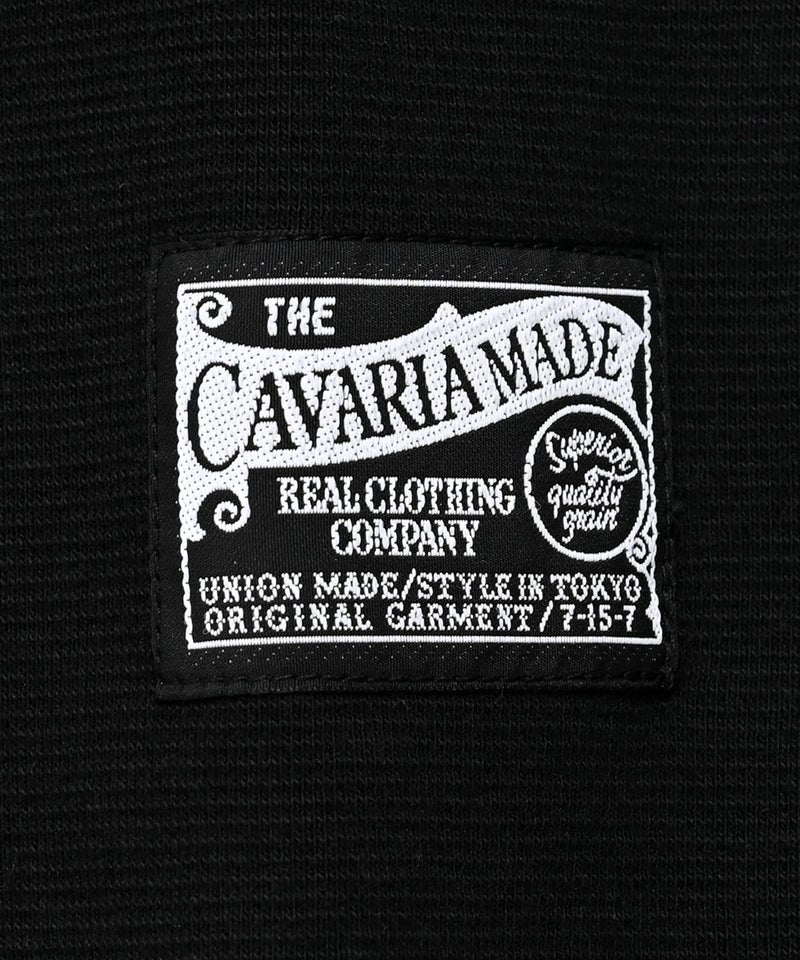 THE
CAVARIA MADE
Superior
quality
grain
REAL CLOTHING
COMPANY
UNION MADE/STYLE IN TOKYO
ORIGINAL GARMENT/7-15-7